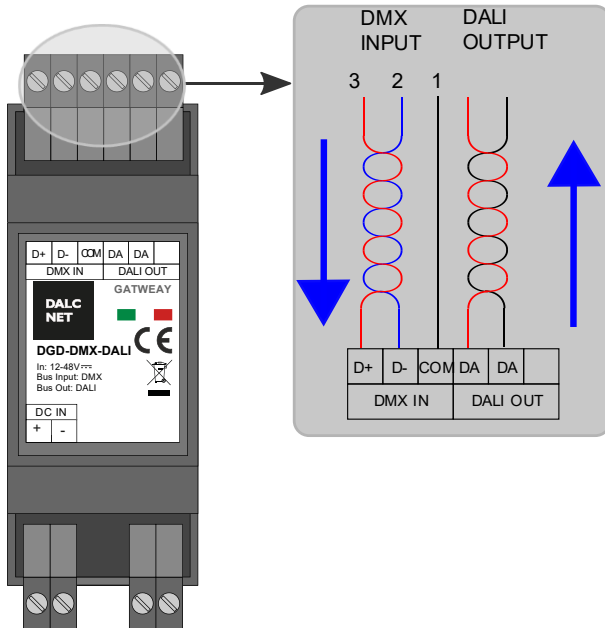 D+ D- COM DA DA
DMX IN DALI OUT
DALC
NET
GATWEAY
DGD-DMX-DALI
In: 12-48V
Bus Input: DMX
Bus Out: DALI
DC IN
+ -
DMX
INPUT
DALI
OUTPUT
3 2 1
D+ D- COM DA DA
DMX IN DALI OUT